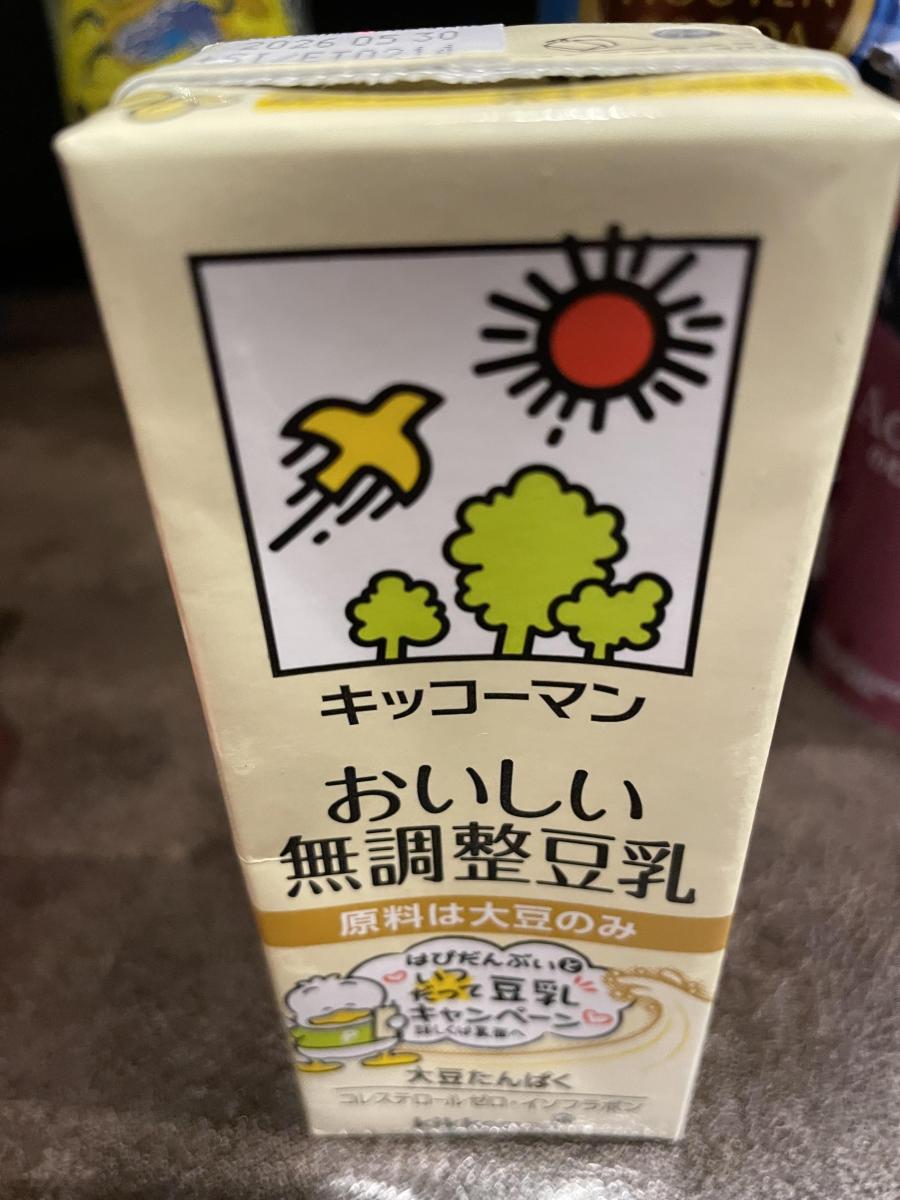 2026 05 30
+ST/ET0214
キッコーマン
おいしい
無調整豆乳
原料は大豆のみ
はぴだんぶいと
いつ
だって豆乳
キャンペーン
詳しくは裏面へ
大豆たんぱく
コレステロールゼロ・イソフラボン